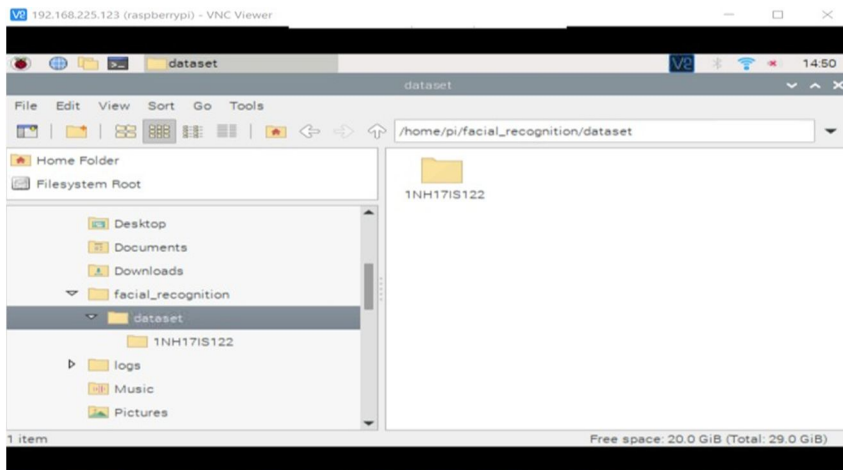 192.168.225.123 (raspberrypi) - VNC Viewer
dataset
14:50
dataset
File Edit View Sort Go Tools
/home/pi/facial_recognition/dataset
Home Folder
Filesystem Root
Desktop
Documents
Downloads
facial_recognition
dataset
1NH17IS122
logs
Music
Pictures
1NH17IS122
1 item
Free space: 20.0 GiB (Total: 29.0 GiB)